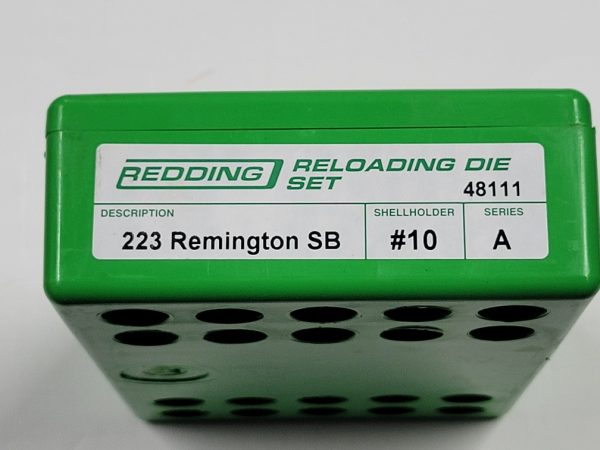 REDDING RELOADING DIE
SET
48111
DESCRIPTION SHELLHOLDER SERIES
223 Remington SB #10 A